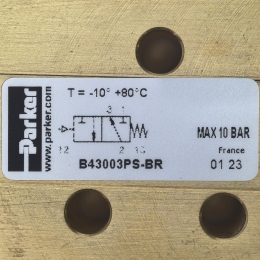 Parker
www.parker.com
T = -10° +80°C
3 1
12 2 10
B43003PS-BR
MAX 10 BAR
France
01 23